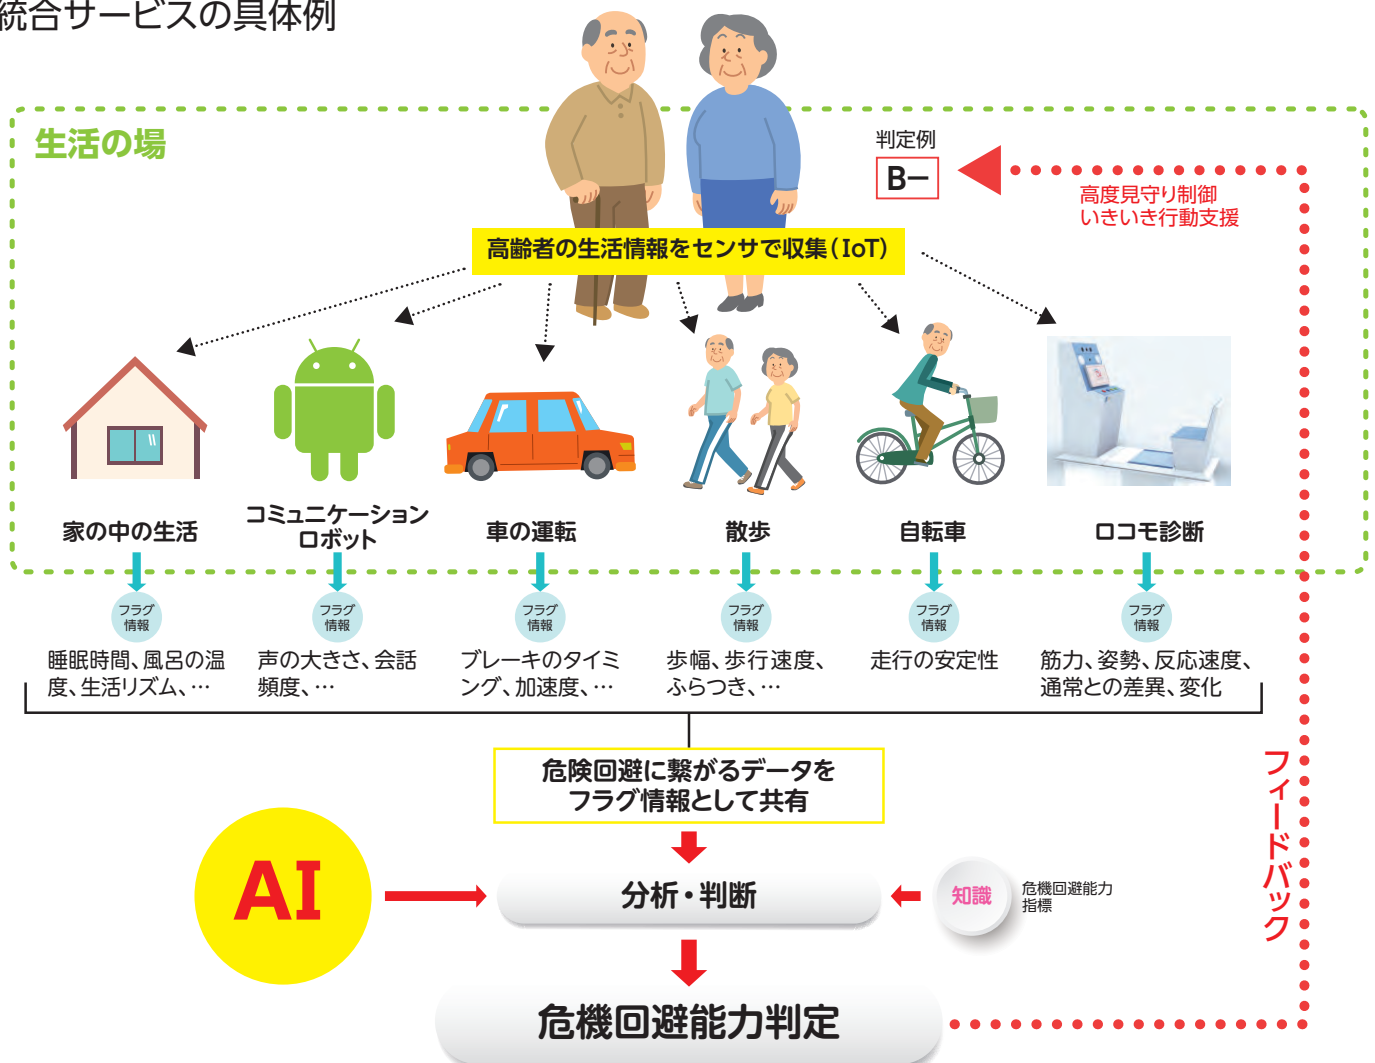 統合サービスの具体例
生活の場
判定例
B−
高度見守り制御
いきいき行動支援
高齢者の生活情報をセンサで収集(IoT)
家の中の生活
コミュニケーション
ロボット
車の運転
散歩
自転車
ロコモ診断
フラグ
情報
フラグ
情報
フラグ
情報
フラグ
情報
フラグ
情報
フラグ
情報
睡眠時間、風呂の温
度、生活リズム、…
声の大きさ、会話
頻度、…
ブレーキのタイミ
ング、加速度、…
歩幅、歩行速度、
ふらつき、…
走行の安定性
筋力、姿勢、反応速度、
通常との差異、変化
危険回避に繋がるデータを
フラグ情報として共有
フィードバック
AI
分析・判断
知識
危機回避能力
指標
危機回避能力判定